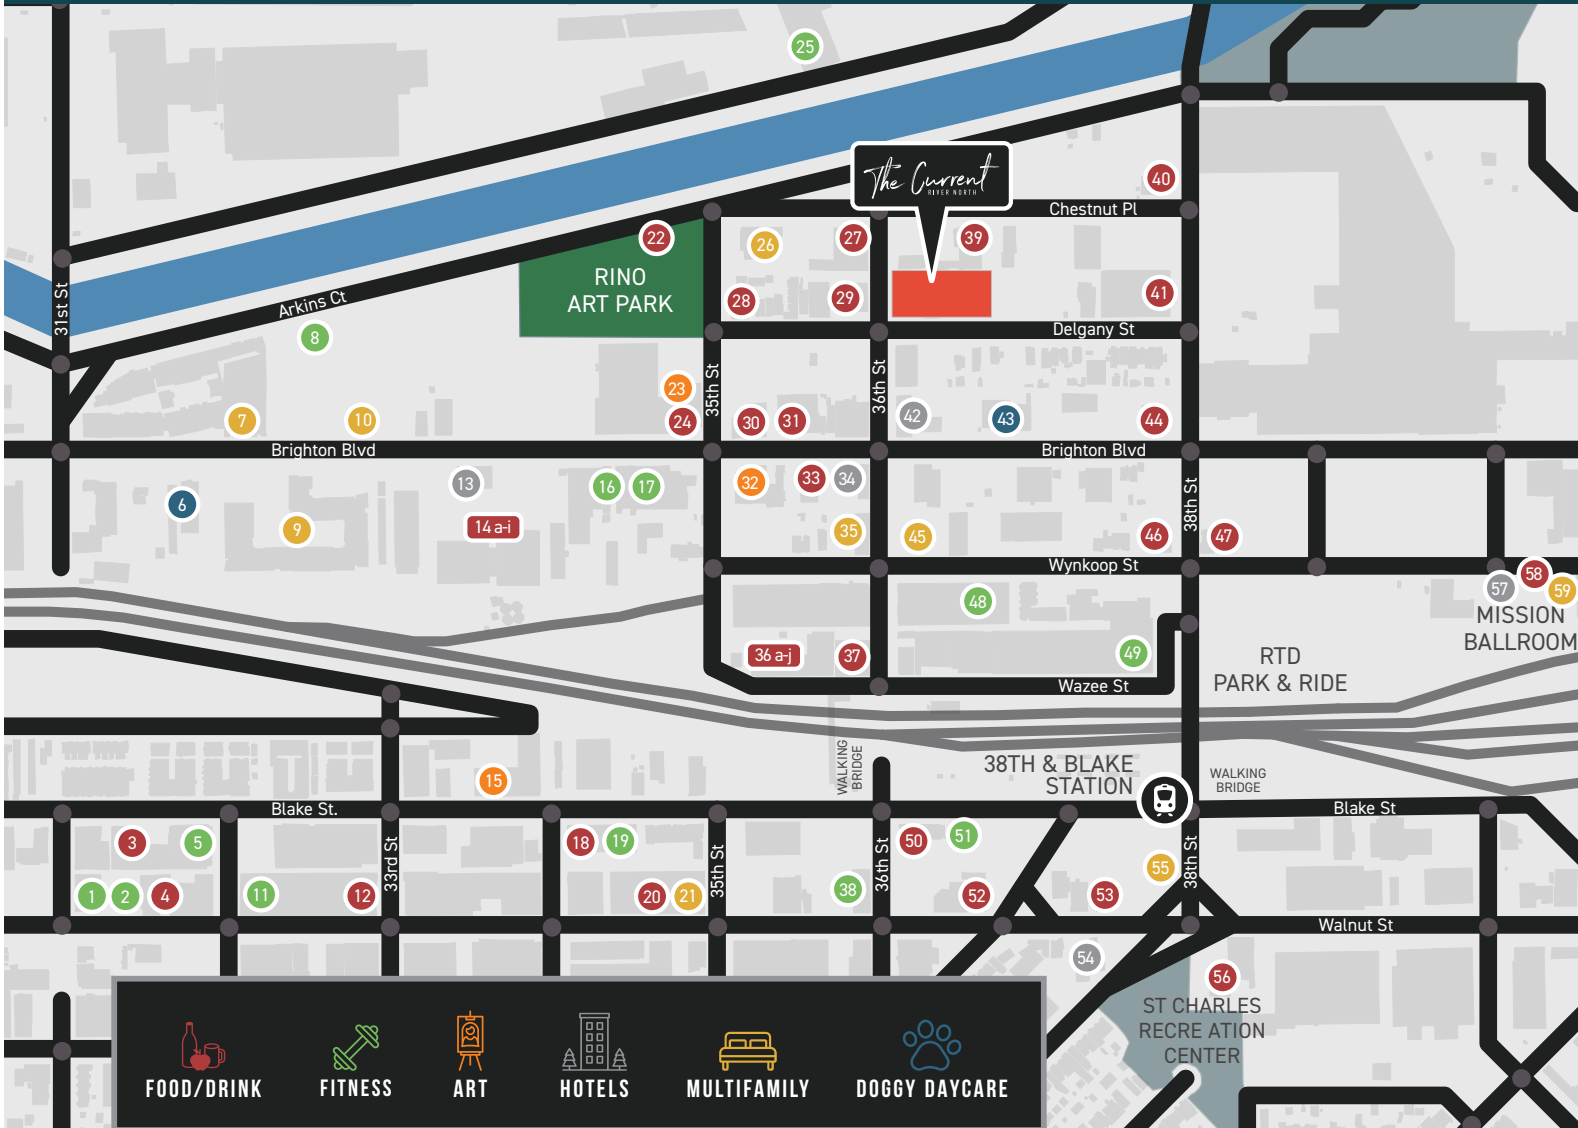 25
The Current
RIVER NORTH
40
Chestnut Pl
22
26
27
39
RINO
ART PARK
28
29
41
31st St
Arkins Ct
8
Delgany St
23
35th St
36th St
7
10
24
30
31
42
43
44
Brighton Blvd
Brighton Blvd
13
16
17
32
33
34
38th St
6
9
14 a-i
35
45
46
47
Wynkoop St
57
58
59
MISSION
BALLROOM
48
36 a-j
37
49
RTD
PARK & RIDE
Wazee St
WALKING
BRIDGE
38TH & BLAKE
STATION
WALKING
BRIDGE
15
Blake St.
Blake St
3
5
18
19
50
51
33rd St
35th St
36th St
38th St
55
1
2
4
11
12
20
21
38
52
53
Walnut St
54
56
ST CHARLES
RECRE ATION
CENTER
FOOD/DRINK
FITNESS
ART
HOTELS
MULTIFAMILY
DOGGY DAYCARE